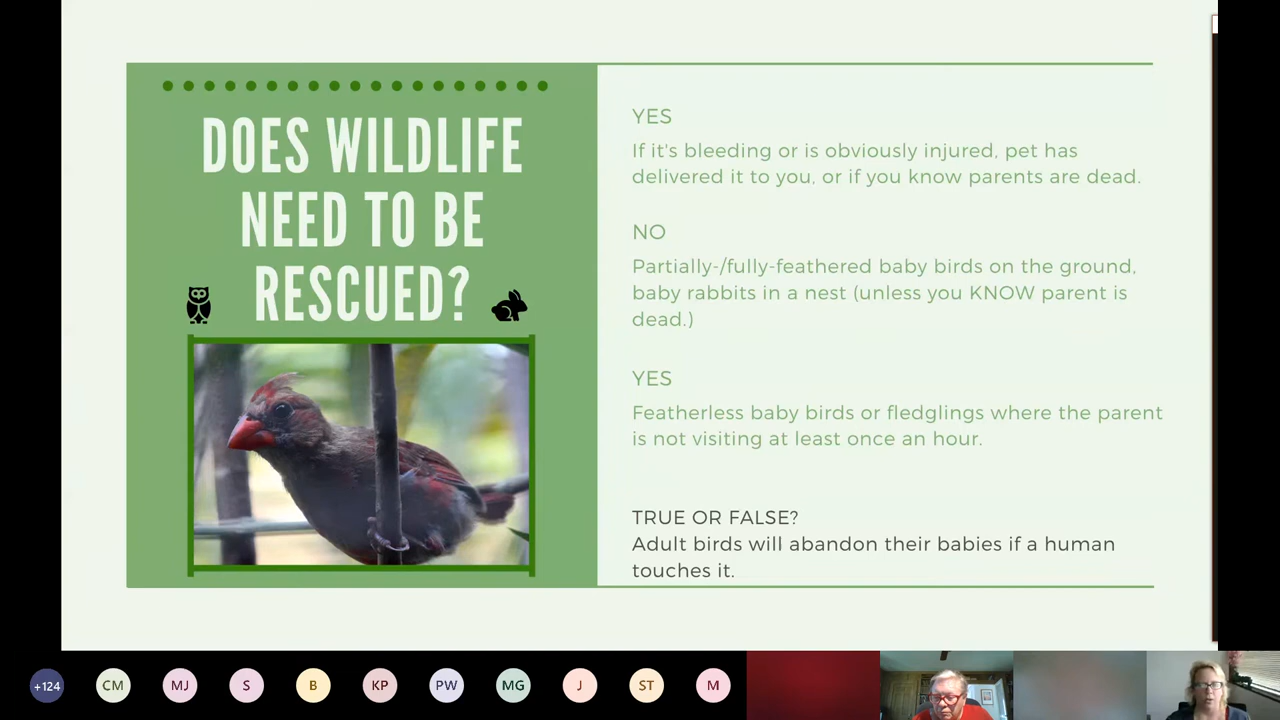 DOES WILDLIFE
NEED TO BE
RESCUED?
YES
If it's bleeding or is obviously injured, pet has
delivered it to you, or if you know parents are dead.
NO
Partially-/fully-feathered baby birds on the ground,
baby rabbits in a nest (unless you KNOW parent is
dead.)
YES
Featherless baby birds or fledglings where the parent
is not visiting at least once an hour.
TRUE OR FALSE?
Adult birds will abandon their babies if a human
touches it.
+124 CM MJ S B KP PW MG J ST M